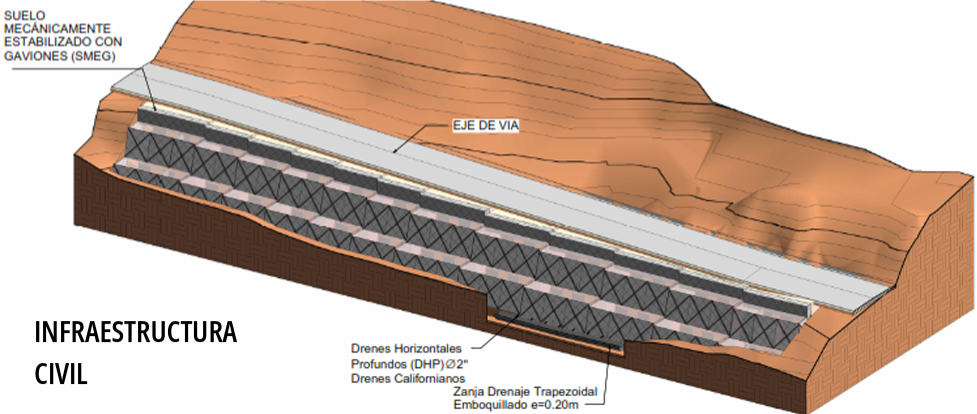 SUELO
MECÁNICAMENTE
ESTABILIZADO CON
GAVIONES (SMEG)
EJE DE VIA
INFRAESTRUCTURA
CIVIL
Drenes Horizontales
Profundos (DHP)∅2"
Drenes Californianos
Zanja Drenaje Trapezoidal
Emboquillado e=0.20m